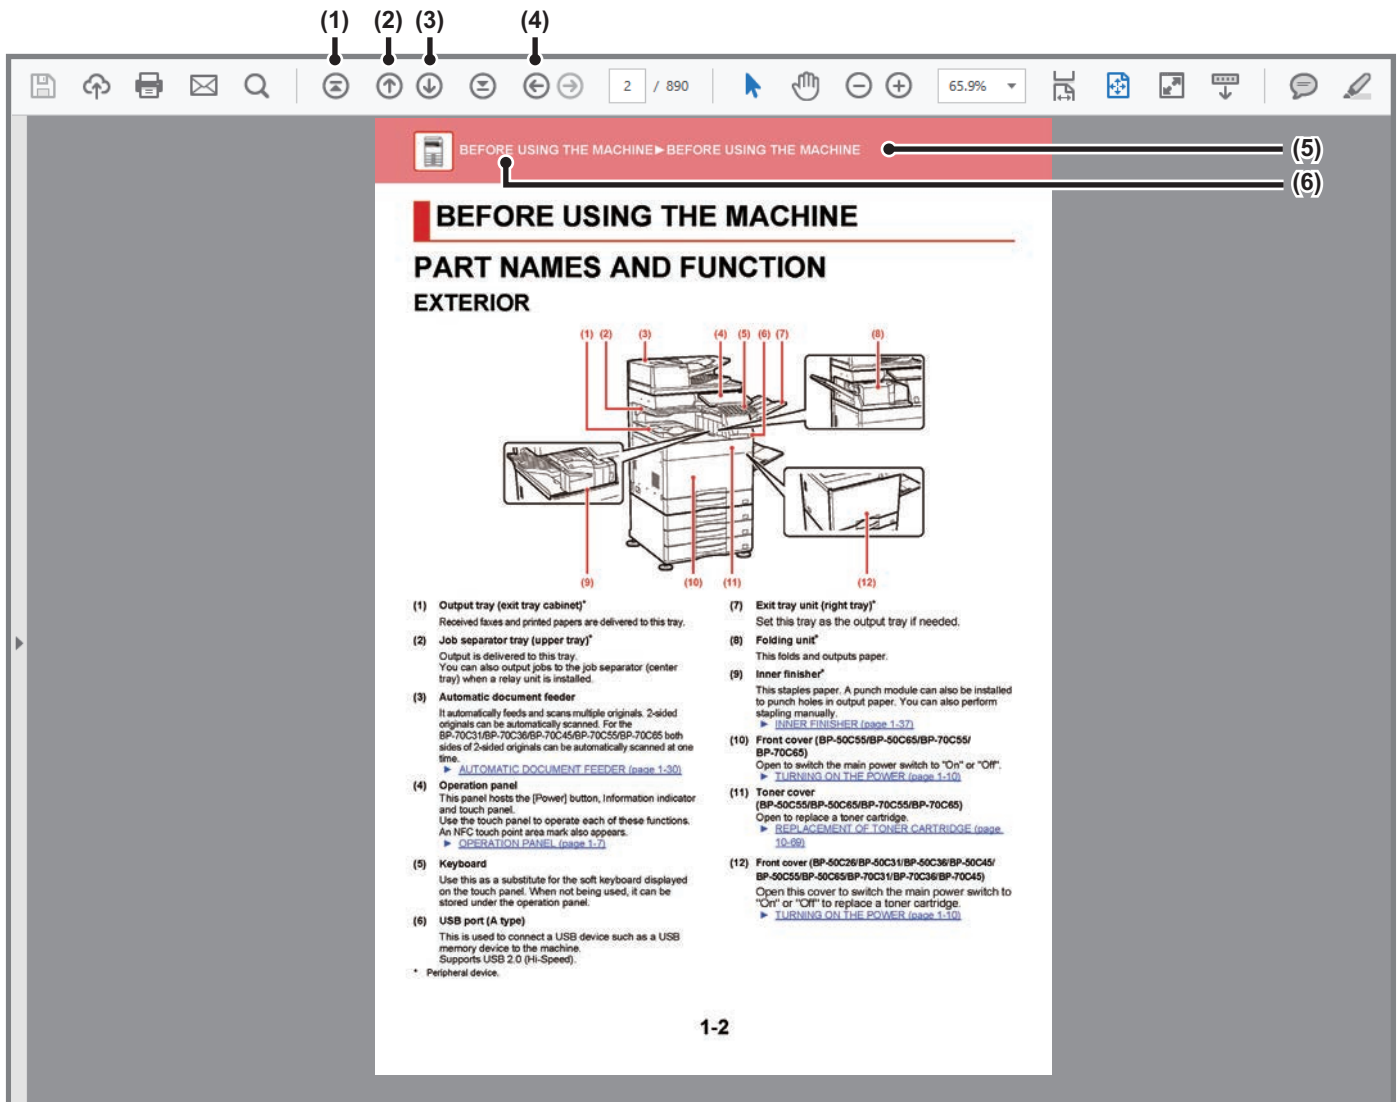 (1) (2) (3) (4)
2 / 890 65.9%
BEFORE USING THE MACHINE►BEFORE USING THE MACHINE
(5)
(6)
BEFORE USING THE MACHINE
PART NAMES AND FUNCTION
EXTERIOR
(1) (2) (3) (4) (5) (6) (7) (8)
(9) (10) (11) (12)
(1) Output tray (exit tray cabinet)*
Received faxes and printed papers are delivered to this tray.
(2) Job separator tray (upper tray)*
Output is delivered to this tray.
You can also output jobs to the job separator (center
tray) when a relay unit is installed.
(3) Automatic document feeder
It automatically feeds and scans multiple originals. 2-sided
originals can be automatically scanned. For the
BP-70C31/BP-70C36/BP-70C45/BP-70C55/BP-70C65 both
sides of 2-sided originals can be automatically scanned at one
time.
► AUTOMATIC DOCUMENT FEEDER (page 1-30)
(4) Operation panel
This panel hosts the [Power] button, Information indicator
and touch panel.
Use the touch panel to operate each of these functions.
An NFC touch point area mark also appears.
► OPERATION PANEL (page 1-7)
(5) Keyboard
Use this as a substitute for the soft keyboard displayed
on the touch panel. When not being used, it can be
stored under the operation panel.
(6) USB port (A type)
This is used to connect a USB device such as a USB
memory device to the machine.
Supports USB 2.0 (Hi-Speed).
* Peripheral device.
(7) Exit tray unit (right tray)*
Set this tray as the output tray if needed.
(8) Folding unit*
This folds and outputs paper.
(9) Inner finisher*
This staples paper. A punch module can also be installed
to punch holes in output paper. You can also perform
stapling manually.
► INNER FINISHER (page 1-37)
(10) Front cover (BP-50C55/BP-50C65/BP-70C55/
BP-70C65)
Open to switch the main power switch to "On" or "Off".
► TURNING ON THE POWER (page 1-10)
(11) Toner cover
(BP-50C55/BP-50C65/BP-70C55/BP-70C65)
Open to replace a toner cartridge.
► REPLACEMENT OF TONER CARTRIDGE (page
10-69)
(12) Front cover (BP-50C26/BP-50C31/BP-50C36/BP-50C45/
BP-50C55/BP-50C65/BP-70C31/BP-70C36/BP-70C45)
Open this cover to switch the main power switch to
"On" or "Off" to replace a toner cartridge.
► TURNING ON THE POWER (page 1-10)
1-2